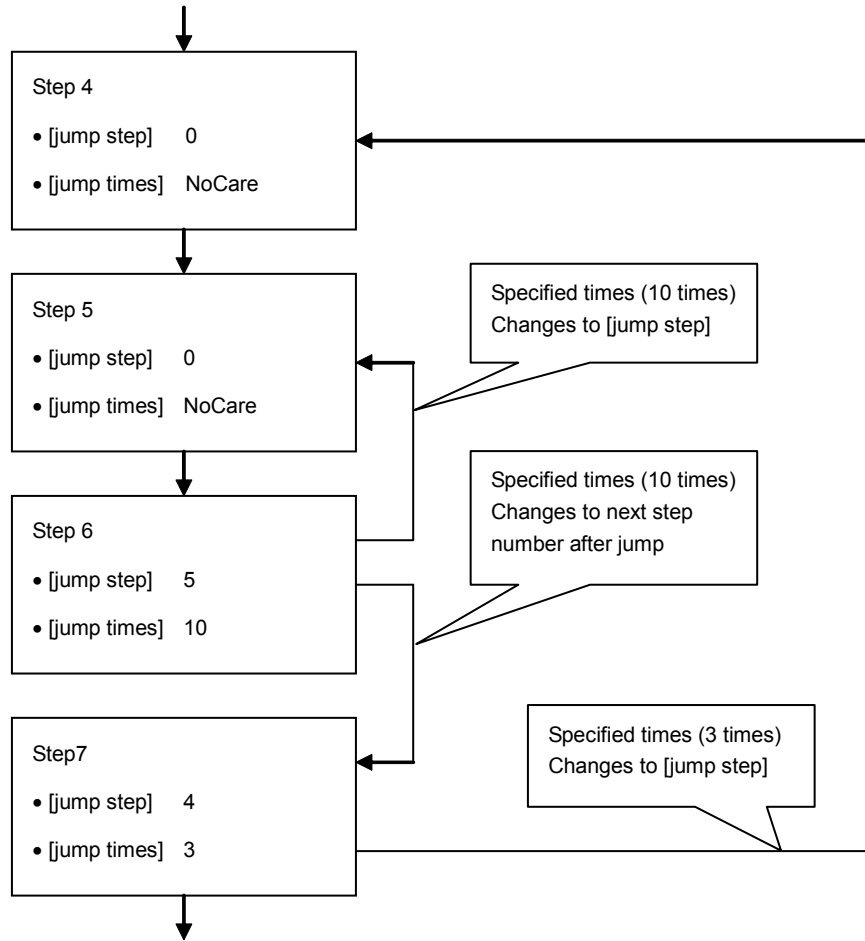 Step 4
• [jump step] 0
• [jump times] NoCare
Step 5
• [jump step] 0
• [jump times] NoCare
Specified times (10 times)
Changes to [jump step]
Step 6
• [jump step] 5
• [jump times] 10
Specified times (10 times)
Changes to next step
number after jump
Step7
• [jump step] 4
• [jump times] 3
Specified times (3 times)
Changes to [jump step]